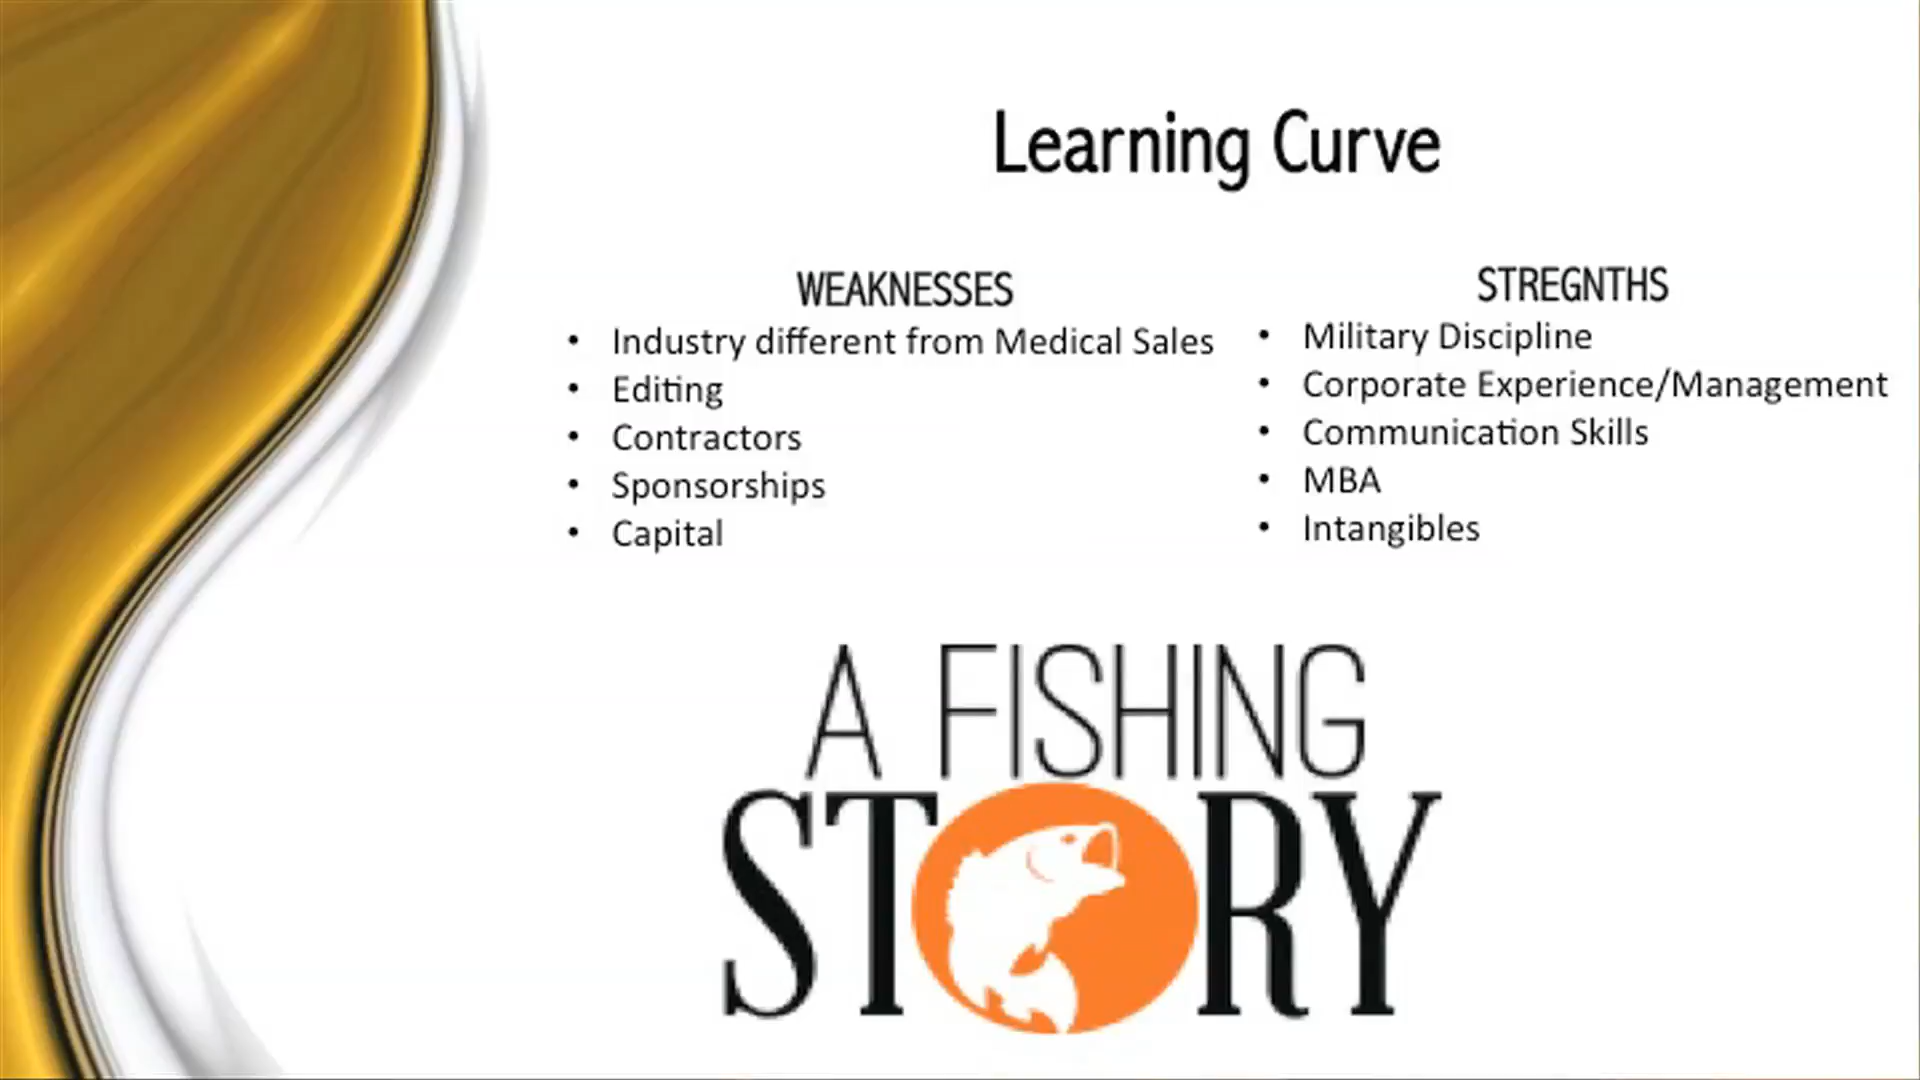 Learning Curve
WEAKNESSES
• Industry different from Medical Sales
• Editing
• Contractors
• Sponsorships
• Capital
STREGNTHS
• Military Discipline
• Corporate Experience/Management
• Communication Skills
• MBA
• Intangibles
A FISHING
STORY